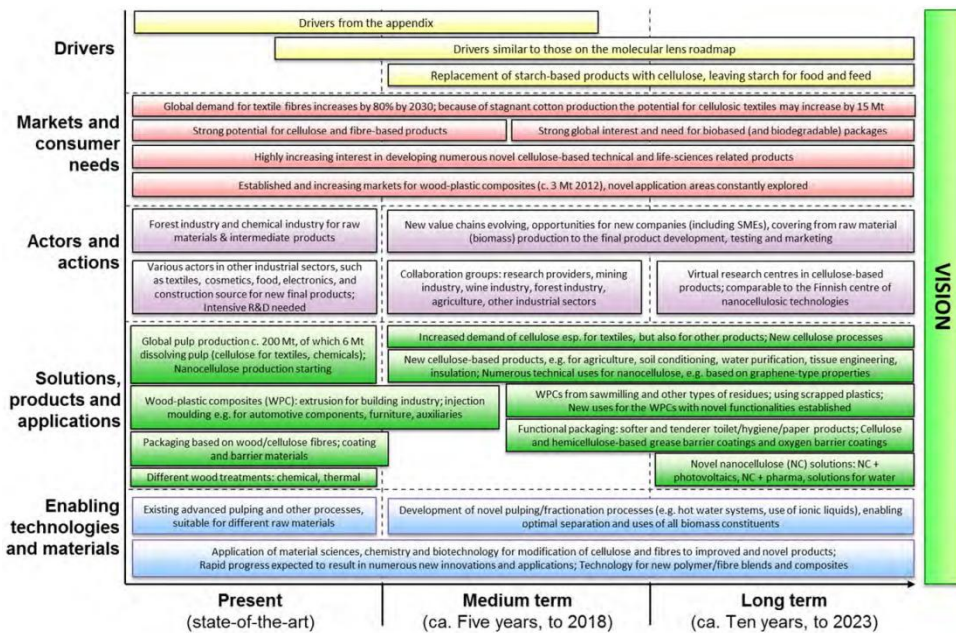 Drivers
Drivers from the appendix
Drivers similar to those on the molecular lens roadmap
Replacement of starch-based products with cellulose, leaving starch for food and feed
Markets and
consumer
needs
Global demand for textile fibres increases by 80% by 2030; because of stagnant cotton production the potential for cellulosic textiles may increase by 15 Mt
Strong potential for cellulose and fibre-based products
Strong global interest and need for biobased (and biodegradable) packages
Highly increasing interest in developing numerous novel cellulose-based technical and life-sciences related products
Established and increasing markets for wood-plastic composites (c. 3 Mt 2012), novel application areas constantly explored
Actors and
actions
Forest industry and chemical industry for raw
materials & intermediate products
New value chains evolving, opportunities for new companies (including SMEs), covering from raw material
(biomass) production to the final product development, testing and marketing
Various actors in other industrial sectors, such
as textiles, cosmetics, food, electronics, and
construction source for new final products;
Intensive R&D needed
Collaboration groups: research providers, mining
industry, wine industry, forest industry,
agriculture, other industrial sectors
Virtual research centres in cellulose-based
products; comparable to the Finnish centre of
nanocellulosic technologies
Solutions,
products and
applications
Global pulp production c. 200 Mt, of which 6 Mt
dissolving pulp (cellulose for textiles, chemicals);
Nanocellulose production starting
Increased demand of cellulose esp. for textiles, but also for other products; New cellulose processes
New cellulose-based products, e.g. for agriculture, soil conditioning, water purification, tissue engineering,
insulation; Numerous technical uses for nanocellulose, e.g. based on graphene-type properties
Wood-plastic composites (WPC): extrusion for building industry; injection
moulding e.g. for automotive components, furniture, auxiliaries
WPCs from sawmilling and other types of residues; using scrapped plastics;
New uses for the WPCs with novel functionalities established
Packaging based on wood/cellulose fibres; coating
and barrier materials
Functional packaging: softer and tenderer toilet/hygiene/paper products; Cellulose
and hemicellulose-based grease barrier coatings and oxygen barrier coatings
Different wood treatments: chemical, thermal
Novel nanocellulose (NC) solutions: NC +
photovoltaics, NC + pharma, solutions for water
Enabling
technologies
and materials
Existing advanced pulping and other processes,
suitable for different raw materials
Development of novel pulping/fractionation processes (e.g. hot water systems, use of ionic liquids), enabling
optimal separation and uses of all biomass constituents
Application of material sciences, chemistry and biotechnology for modification of cellulose and fibres to improved and novel products;
Rapid progress expected to result in numerous new innovations and applications; Technology for new polymer/fibre blends and composites
VISION
Present
(state-of-the-art)
Medium term
(ca. Five years, to 2018)
Long term
(ca. Ten years, to 2023)